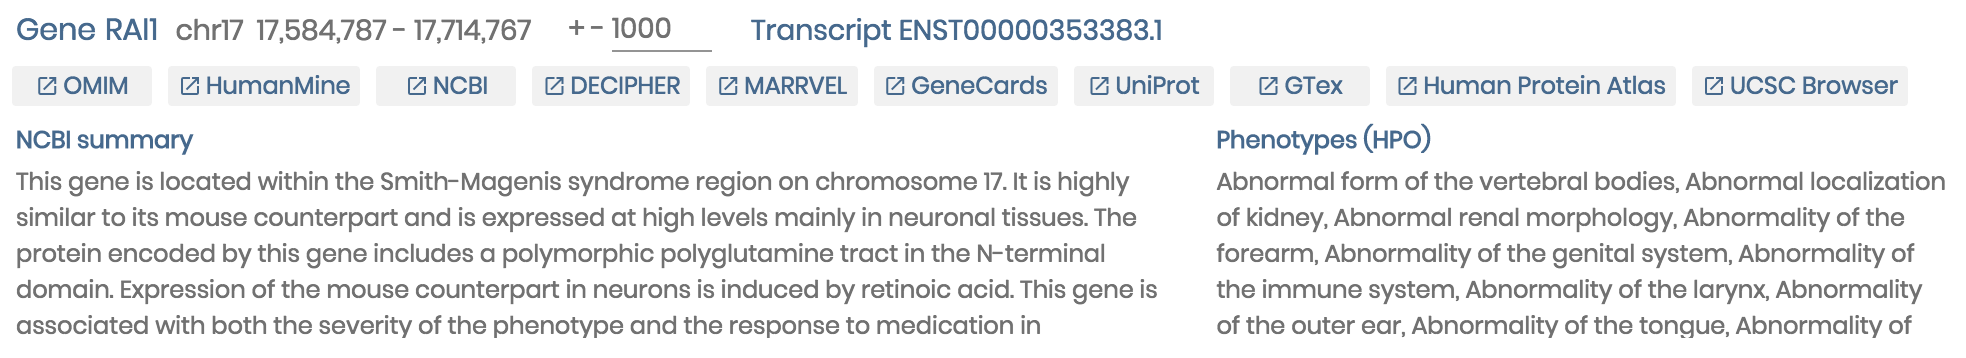 Gene RAI1 chr17 17,584,787 - 17,714,767 + - 1000 Transcript ENST00000353383.1
OMIM HumanMine NCBI DECIPHER MARRVEL GeneCards UniProt GTex Human Protein Atlas UCSC Browser
NCBI summary
This gene is located within the Smith-Magenis syndrome region on chromosome 17. It is highly
similar to its mouse counterpart and is expressed at high levels mainly in neuronal tissues. The
protein encoded by this gene includes a polymorphic polyglutamine tract in the N-terminal
domain. Expression of the mouse counterpart in neurons is induced by retinoic acid. This gene is
associated with both the severity of the phenotype and the response to medication in
Phenotypes (HPO)
Abnormal form of the vertebral bodies, Abnormal localization
of kidney, Abnormal renal morphology, Abnormality of the
forearm, Abnormality of the genital system, Abnormality of
the immune system, Abnormality of the larynx, Abnormality
of the outer ear, Abnormality of the tongue, Abnormality of